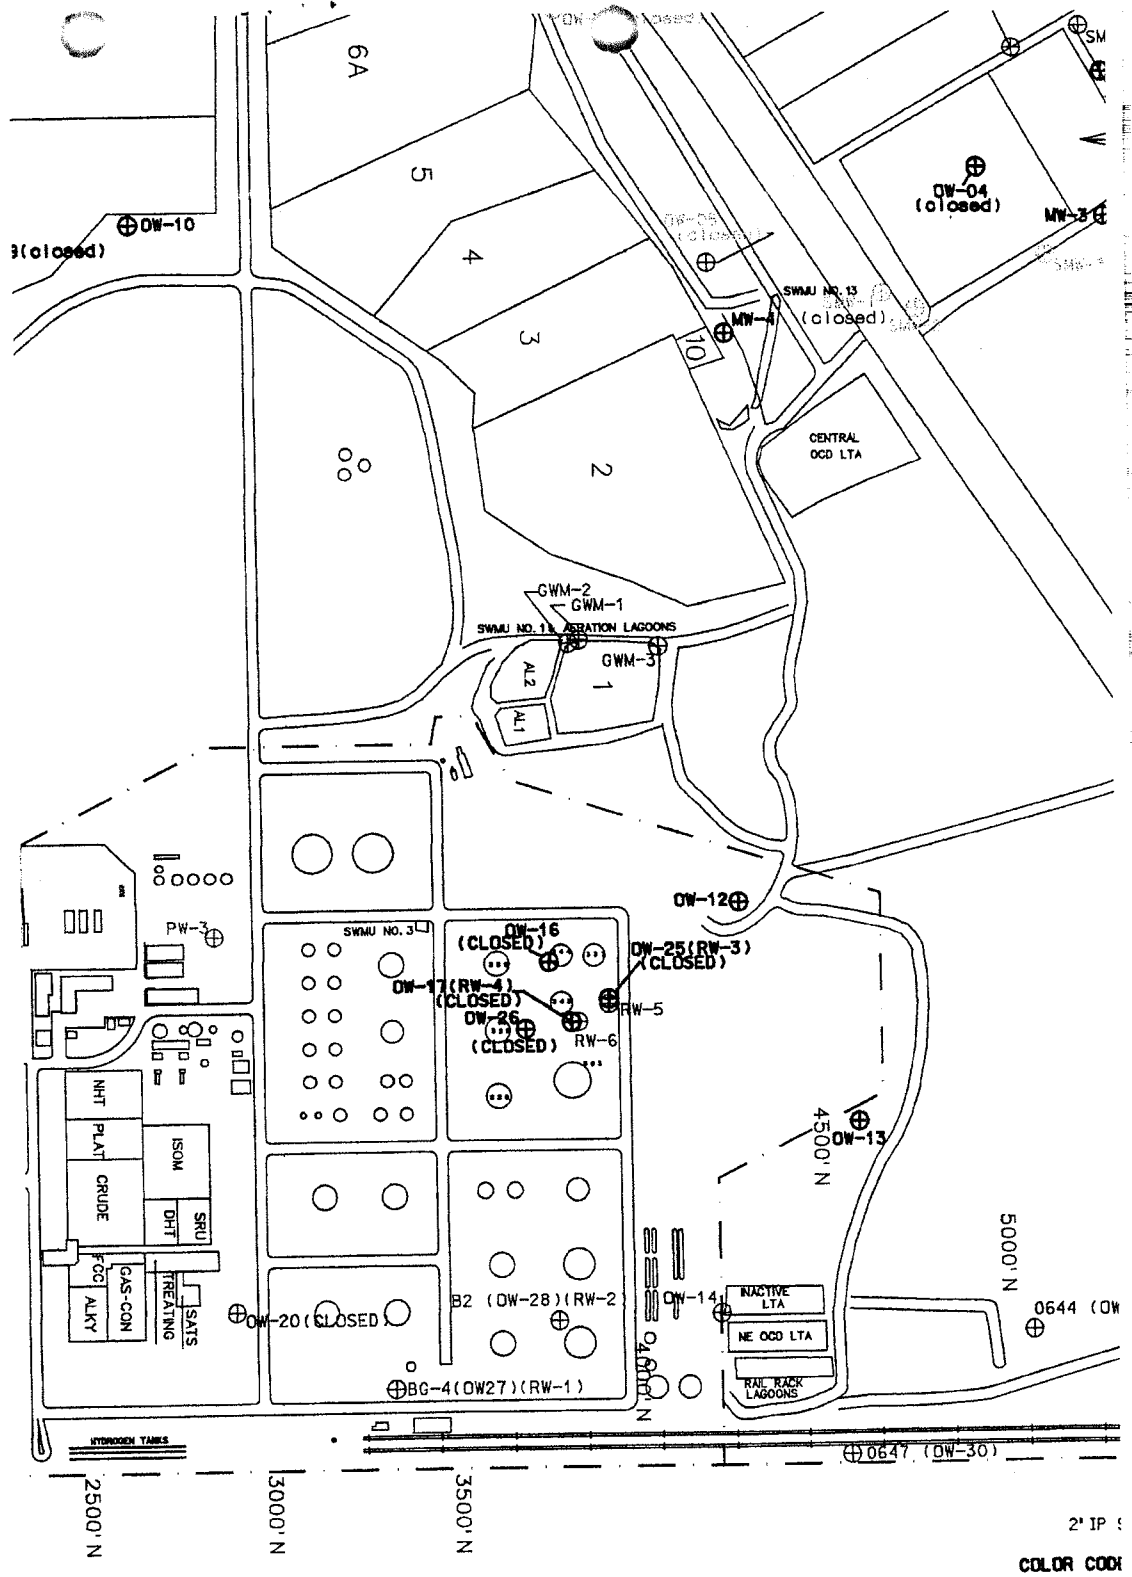 6A
5
4
3
2
10
1
SM
OW-04
(closed)
MW-3
OW-10
9(closed)
SWMU NO. 13
MW-4
(closed)
CENTRAL
OCD LTA
GWM-2
GWM-1
SWMU NO. 1& AERATION LAGOONS
GWM-3
AL2
AL1
OW-12
PW-3
SWMU NO. 3
OW-16
(CLOSED)
OW-25(RW-3)
(CLOSED)
OW-17(RW-4)
(CLOSED)
RW-5
OW-26
(CLOSED)
RW-6
OW-13
4500' N
5000' N
NHT
PLAT
CRUDE
ISOM
DHT
SRU
FCC
GAS-CON
ALKY
TREATING
SATS
OW-20(CLOSED)
B2 (OW-28)(RW-2
OW-14
INACTIVE
LTA
NE OCD LTA
RAIL RACK
LAGOONS
0644 (OW
4000' N
BG-4(OW27)(RW-1)
HYDROGEN TANKS
0647 (OW-30)
2500' N
3000' N
3500' N
2" IP S
COLOR CODE